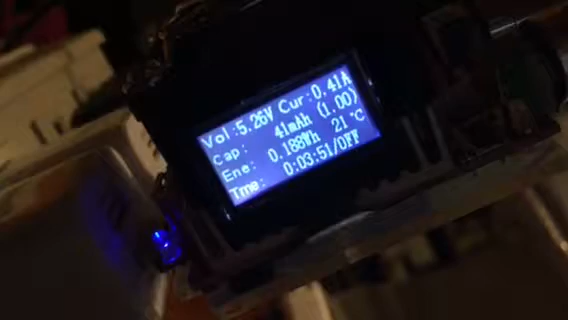 Vol:5.26V Cur:0.41A
Cap: 41mAh (1.00)
Ene: 0.188Wh 21℃
Tme: 0:03:51/OFF